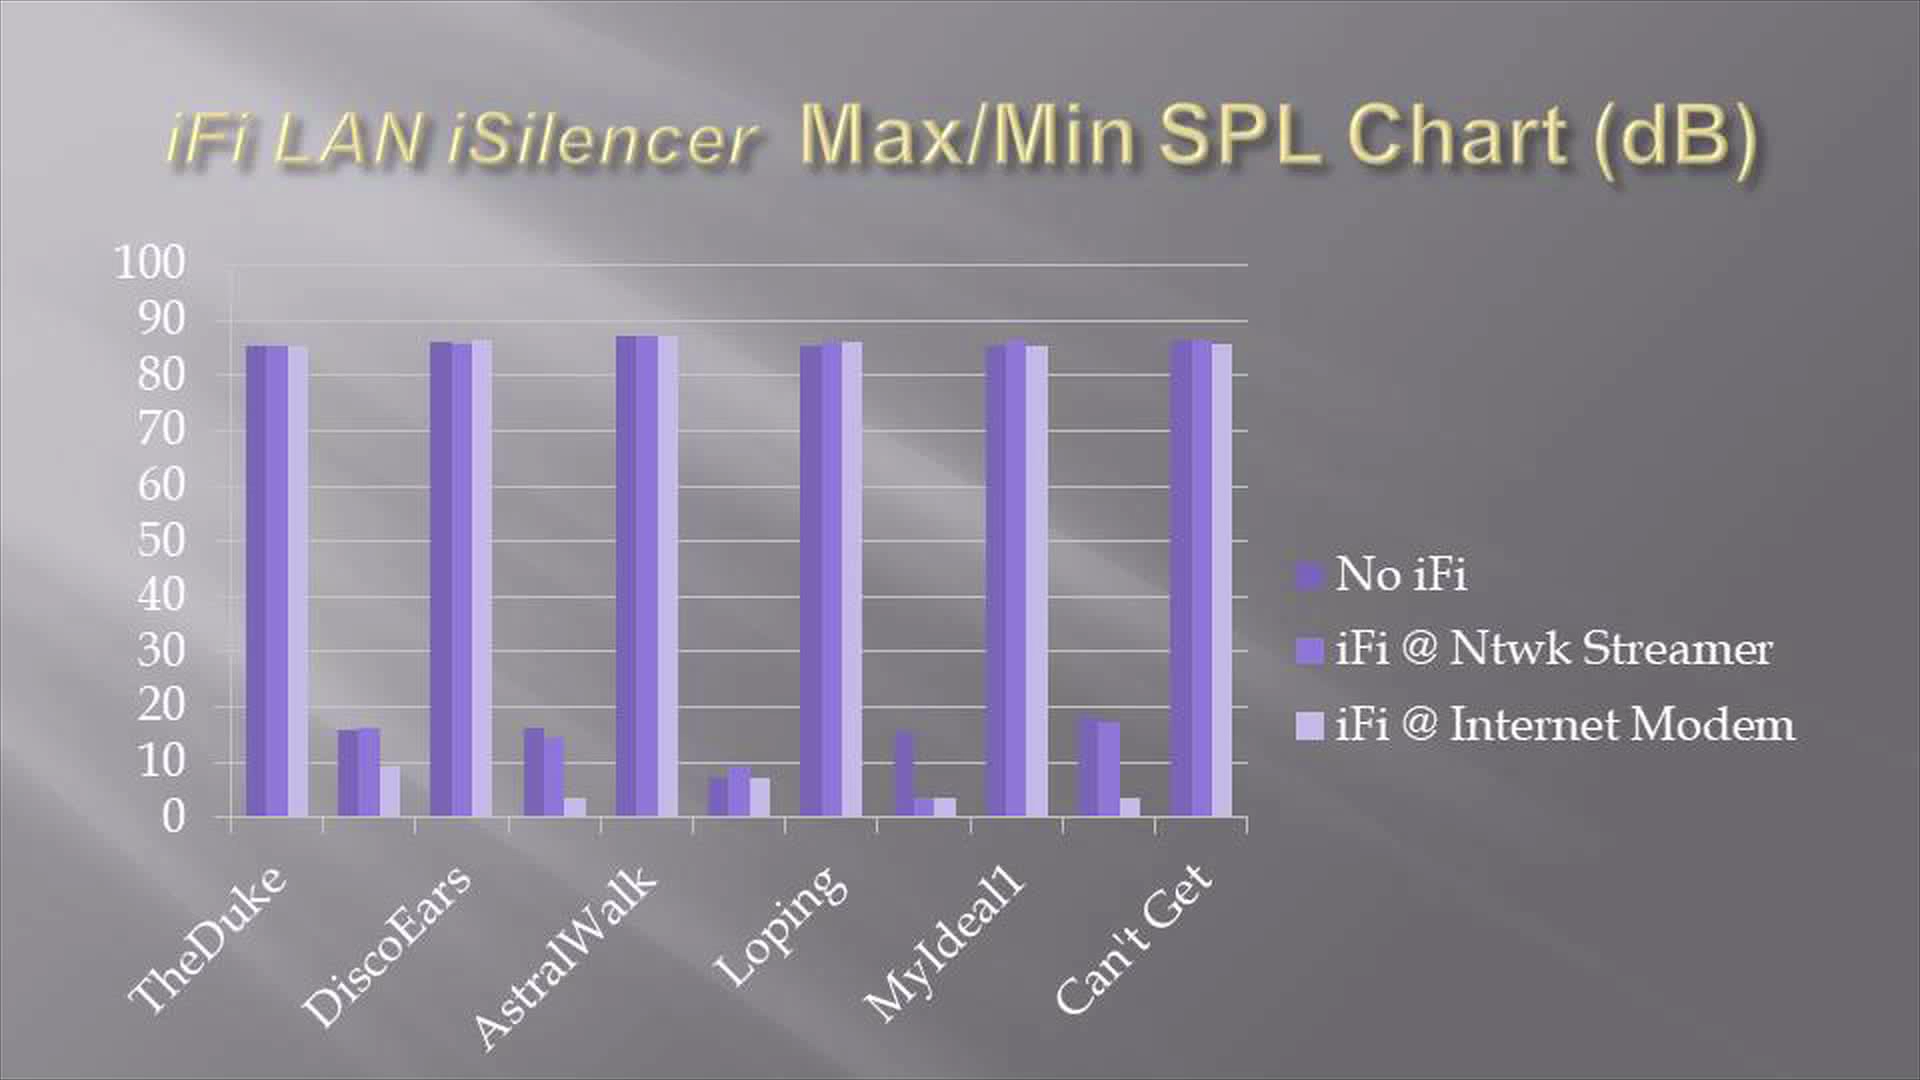 iFi LAN iSilencer Max/Min SPL Chart (dB)
100
90
80
70
60
50
40
30
20
10
0
TheDuke
DiscoEars
AstralWalk
Loping
MyIdeal1
Can't Get
No iFi
iFi @ Ntwk Streamer
iFi @ Internet Modem